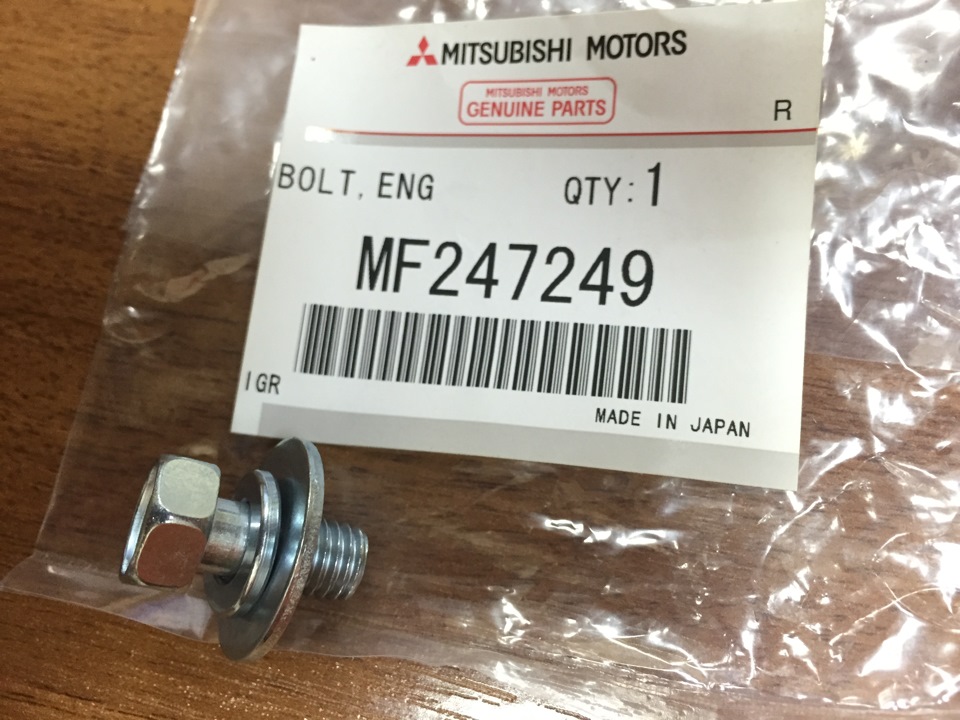 MITSUBISHI MOTORS
MITSUBISHI MOTORS
GENUINE PARTS
R
BOLT, ENG QTY: 1
MF247249
IGR
MADE IN JAPAN